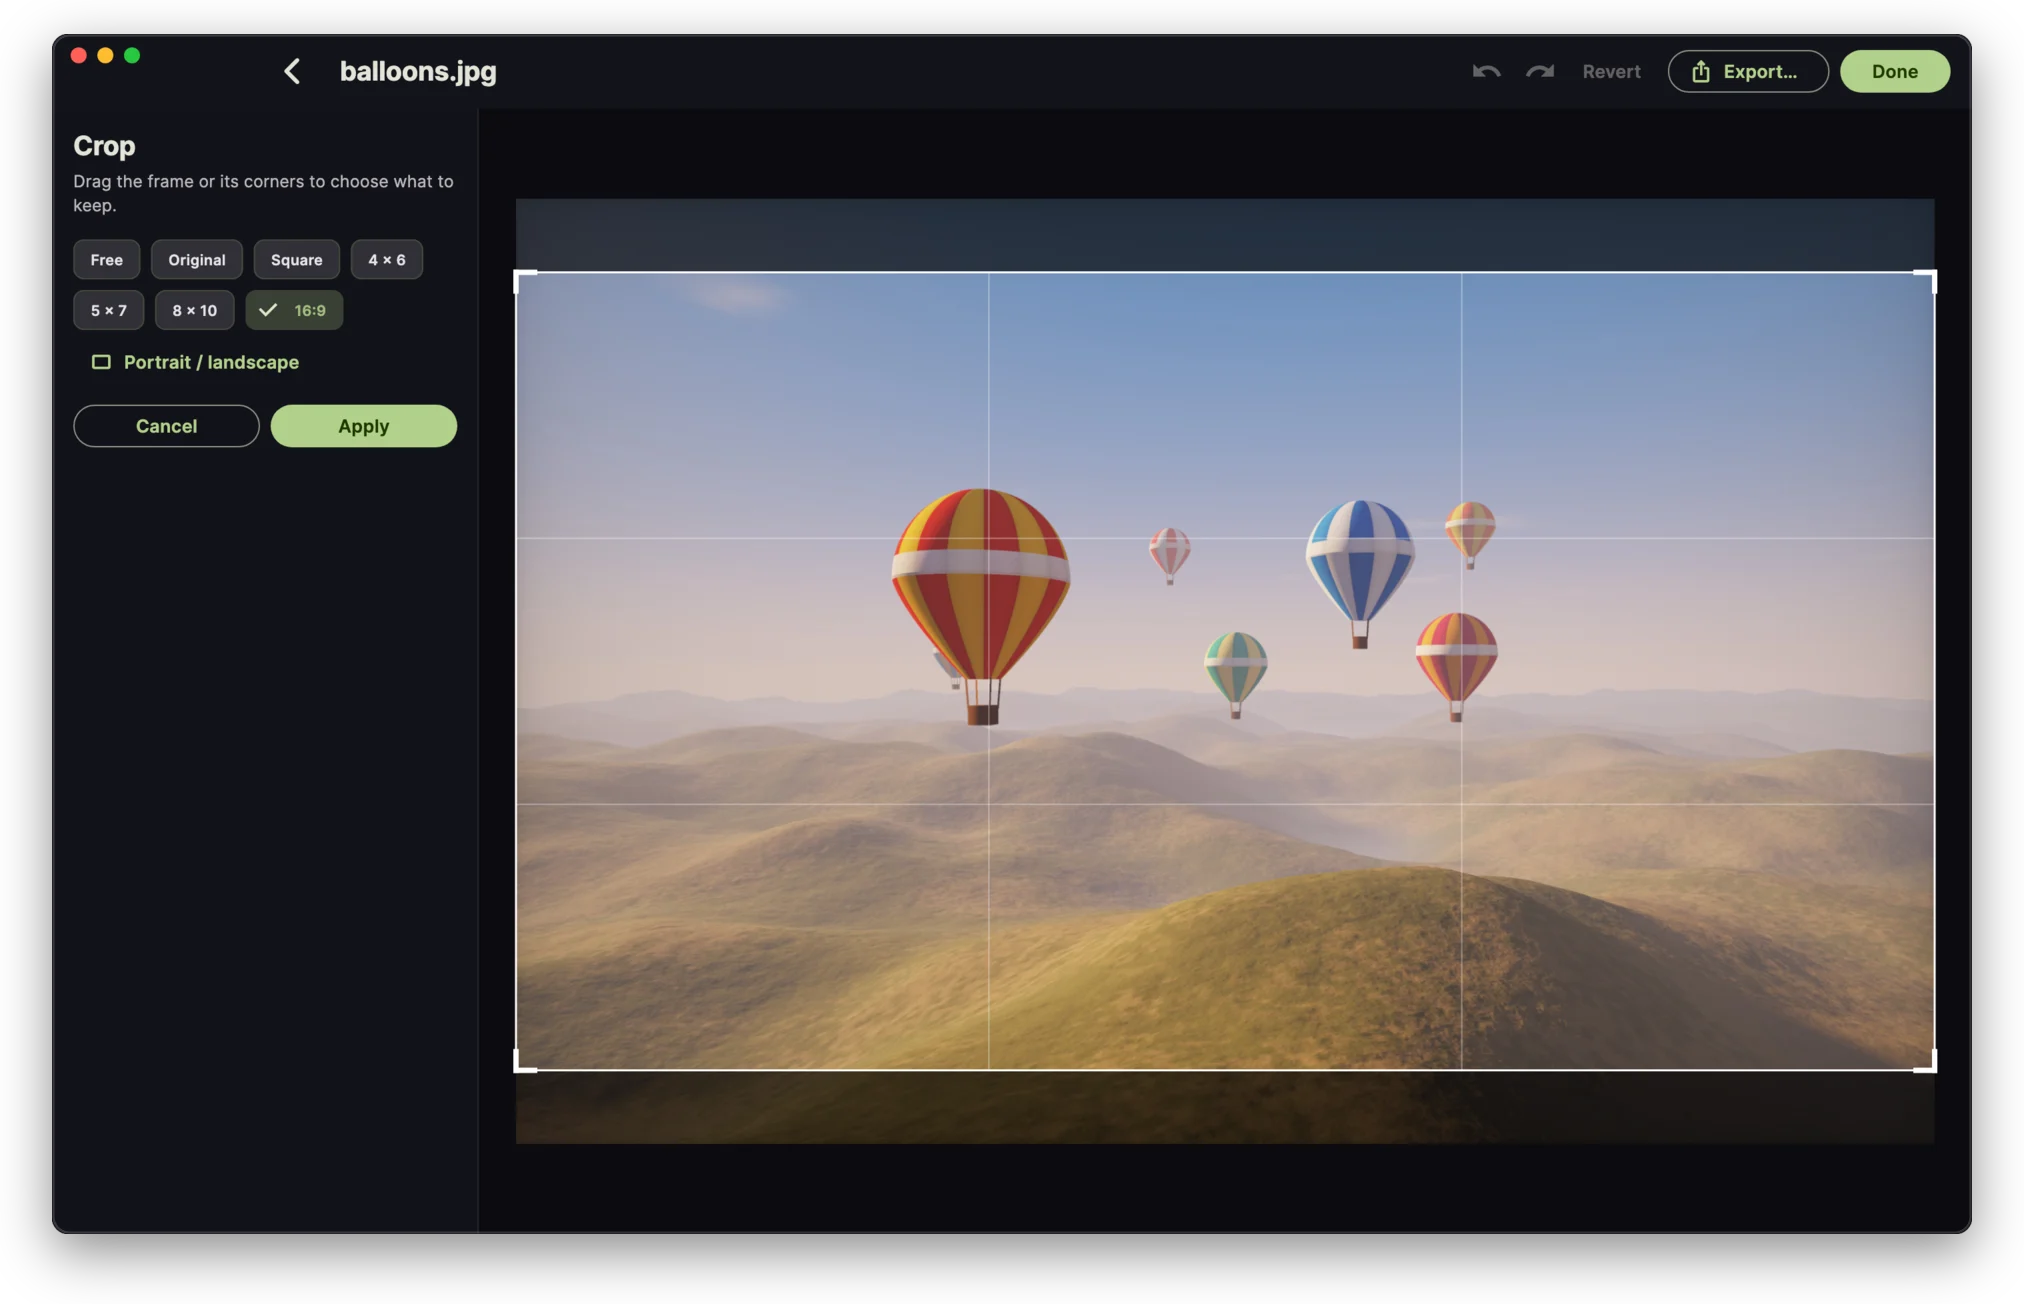 balloons.jpg
Revert
Export...
Done
Crop
Drag the frame or its corners to choose what to
keep.
Free
Original
Square
4 × 6
5 × 7
8 × 10
16:9
Portrait / landscape
Cancel
Apply